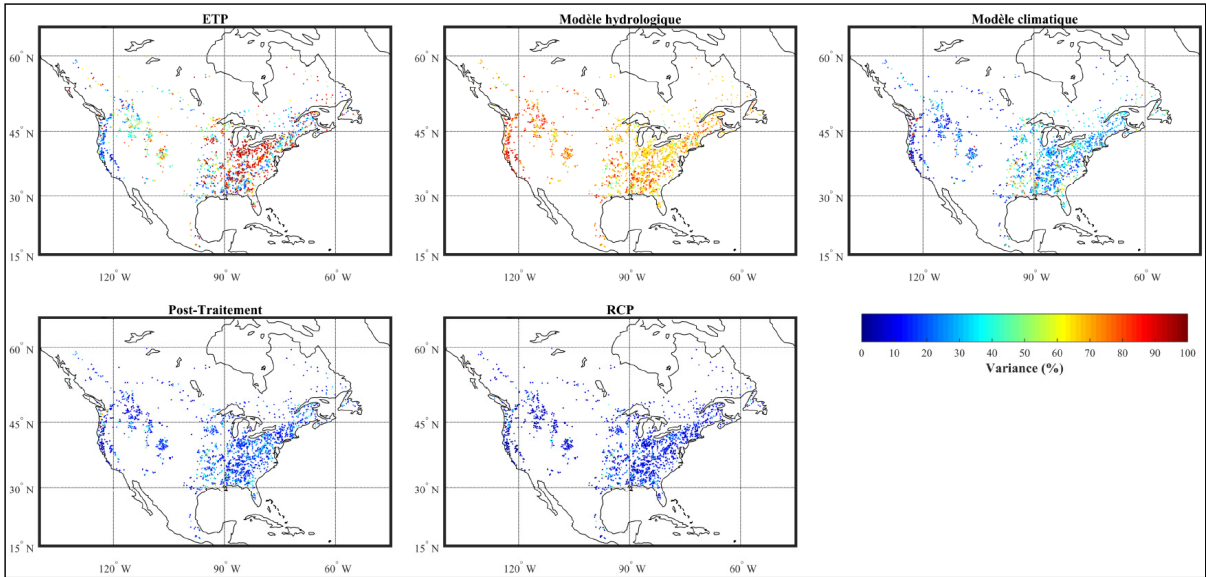 ETP Modèle hydrologique Modèle climatique
60° N 60° N 60° N
45° N 45° N 45° N
30° N 30° N 30° N
15° N 15° N 15° N
120° W 90° W 60° W 120° W 90° W 60° W 120° W 90° W 60° W
Post-Traitement RCP
60° N 60° N
45° N 45° N
30° N 30° N
15° N 15° N
120° W 90° W 60° W 120° W 90° W 60° W
0 10 20 30 40 50 60 70 80 90 100
Variance (%)